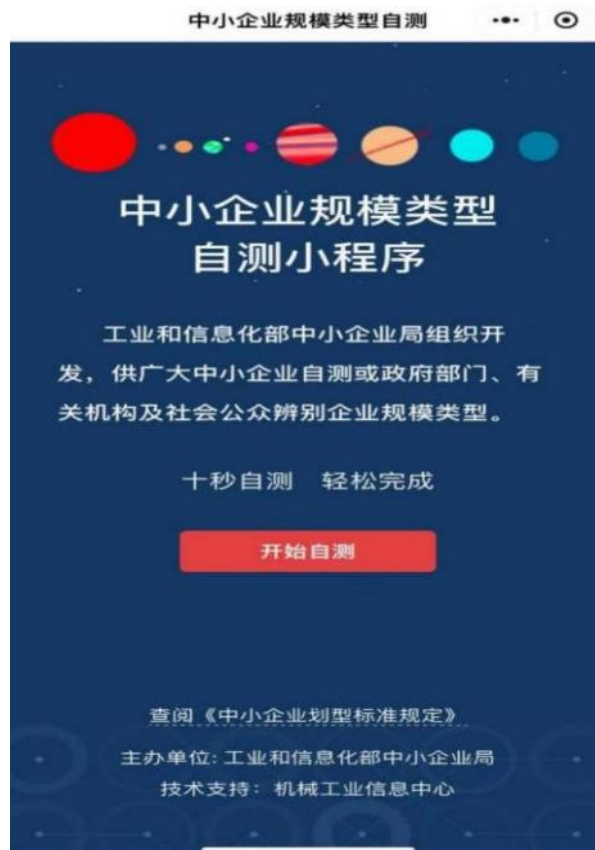 中小企业规模类型自测
中小企业规模类型
自测小程序
工业和信息化部中小企业局组织开
发，供广大中小企业自测或政府部门、有
关机构及社会公众辨别企业规模类型。
十秒自测 轻松完成
开始自测
查阅《中小企业划型标准规定》
主办单位：工业和信息化部中小企业局
技术支持：机械工业信息中心